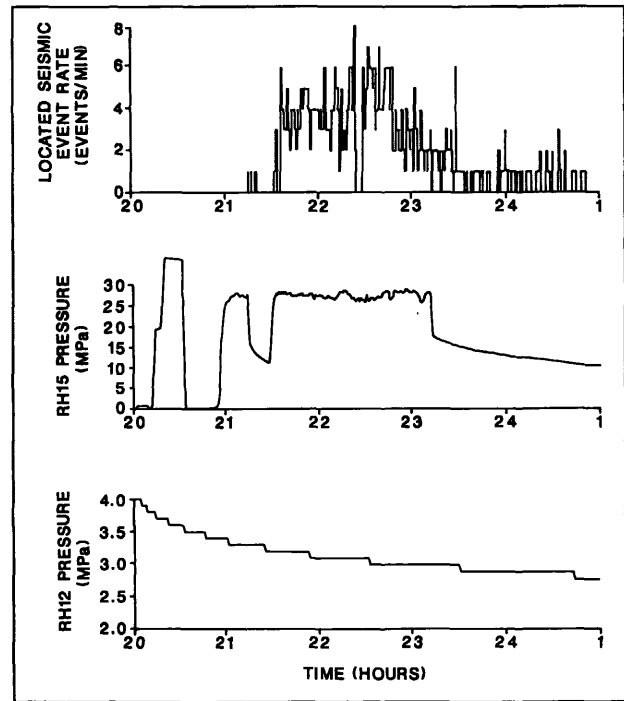 LOCATED SEISMIC
EVENT RATE
(EVENTS/MIN)
8
6
4
2
0
20 21 22 23 24 1
RH15 PRESSURE
(MPa)
30
25
20
15
10
5
0
20 21 22 23 24 1
RH12 PRESSURE
(MPa)
4.0
3.5
3.0
2.5
2.0
20 21 22 23 24 1
TIME (HOURS)